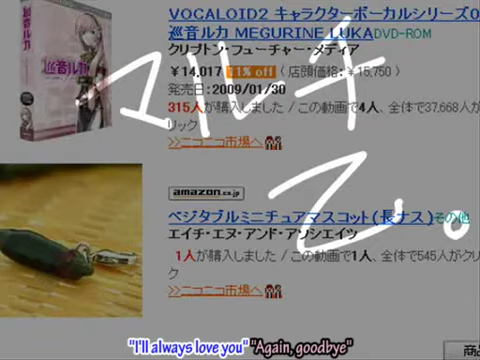 VOCALOID2 キャラクターボーカルシリーズ0
巡音ルカ MEGURINE LUKA DVD-ROM
クリプトン・フューチャー・メディア
巡音ルカ
¥14,017 11% off (店頭価格:¥15,750)
発売日:2009/01/30
315人が購入しました / この動画で4人、全体で37,668人が
リック
>>ニコニコ市場へ
マルチ
乙。
amazon.co.jp
ベジタブルミニチュアマスコット(長ナス)その他
エイチ・エヌ・アンド・アソシエイツ
1人が購入しました / この動画で1人、全体で545人がクリ
ック
>>ニコニコ市場へ
商品
"I'll always love you" "Again, goodbye"